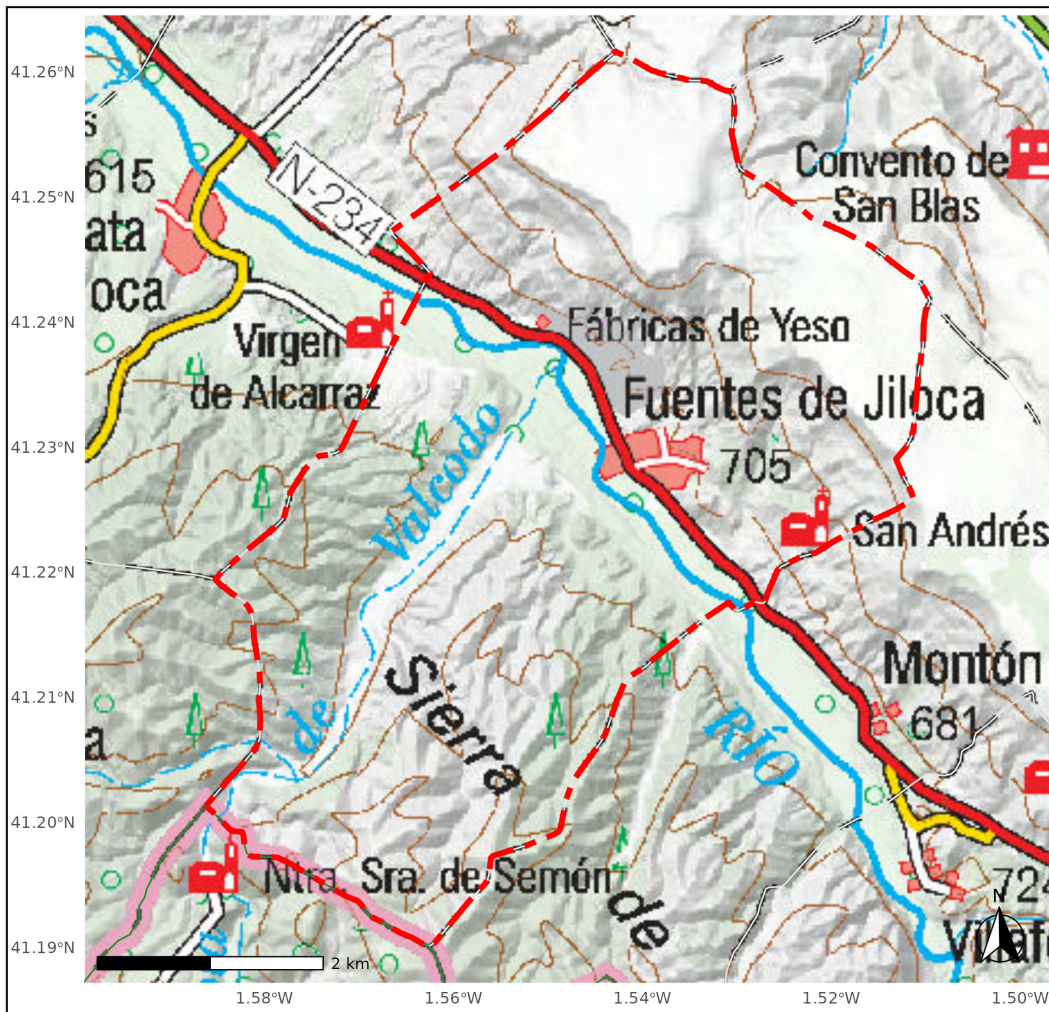 41.26°N
41.25°N
41.24°N
41.23°N
41.22°N
41.21°N
41.20°N
41.19°N
s
615
ata
oca
N-234
Convento de
San Blas
Virgen
de Alcarraz
Fábricas de Yeso
Fuentes de Jiloca
705
Valcodo
de
San Andrés
Sierra
de
RÍO
Montón
681
a
Ntra. Sra. de Semón
724
Villafe
N
2 km
1.58°W
1.56°W
1.54°W
1.52°W
1.50°W